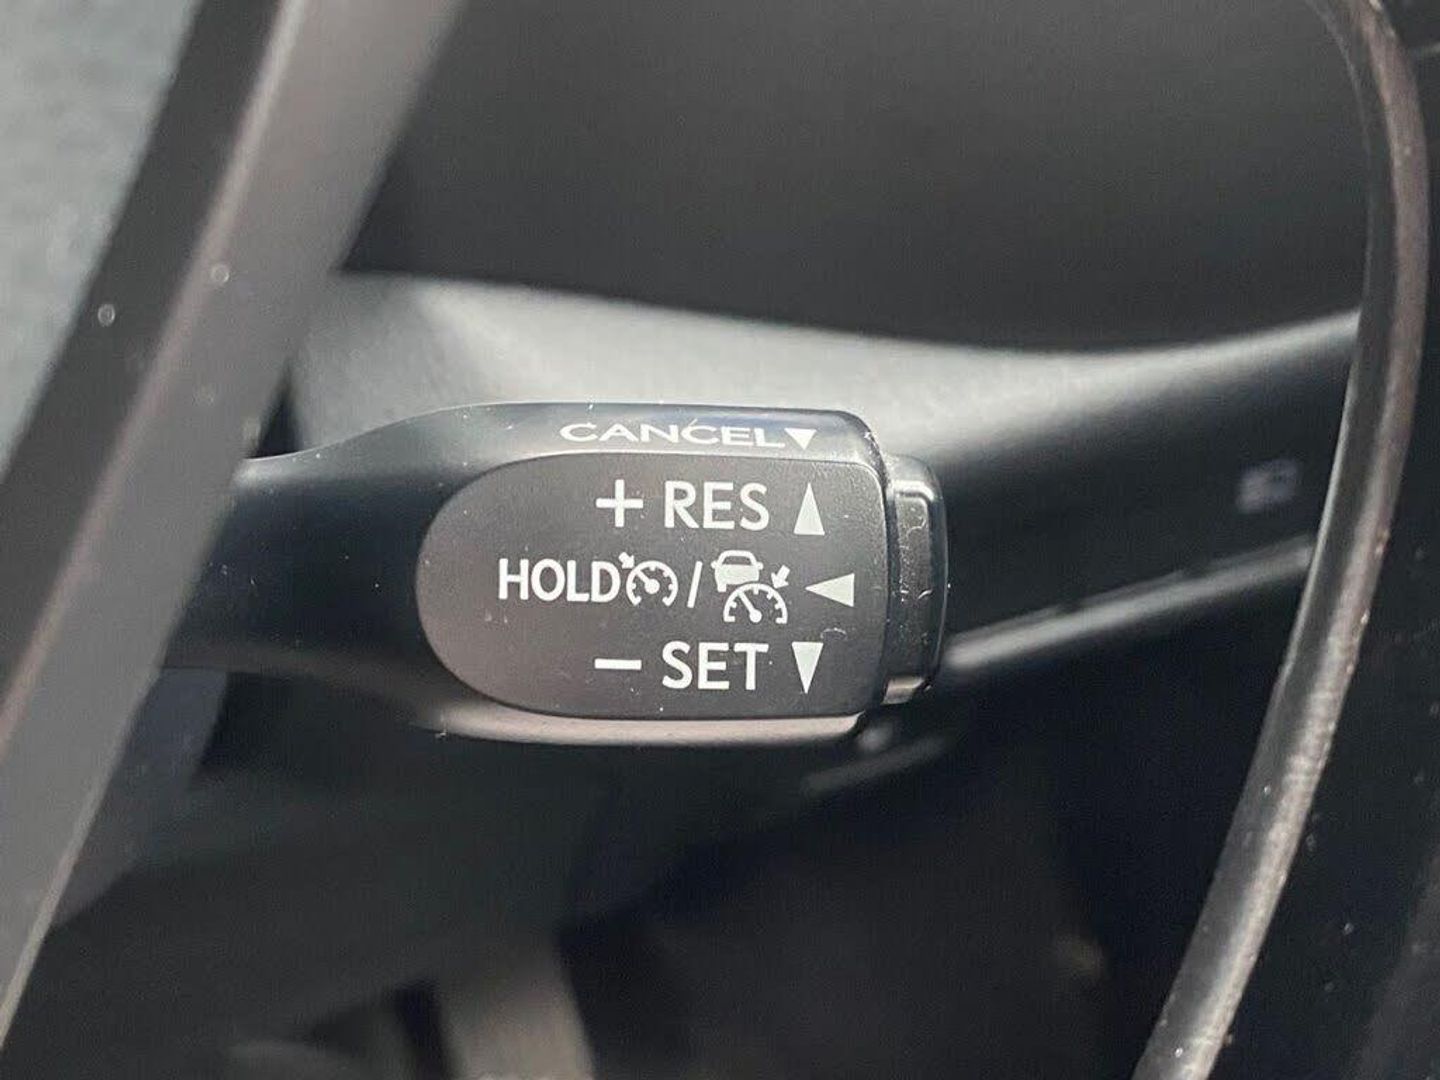 CANCEL
+ RES
HOLD /
− SET